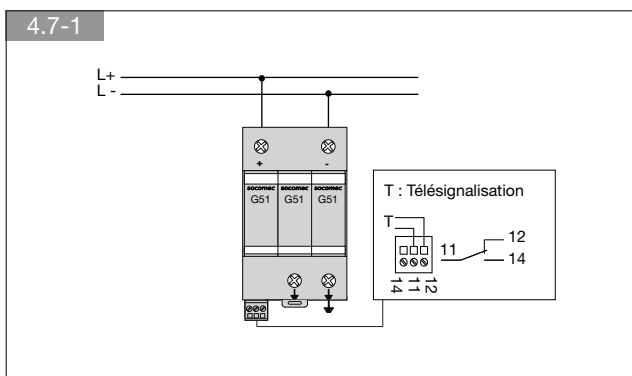 4.7-1
L+
L -
+ -
socomec socomec socomec
G51 G51 G51
T : Télésignalisation
T
11 12
14
14 11 12